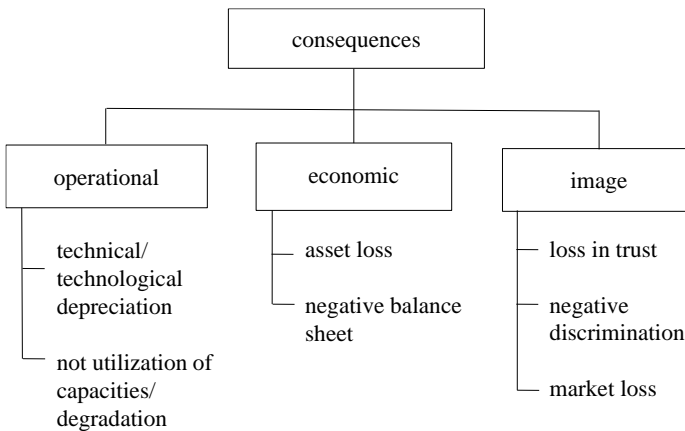 consequences
operational
economic
image
technical/
technological
depreciation
not utilization of
capacities/
degradation
asset loss
negative balance
sheet
loss in trust
negative
discrimination
market loss